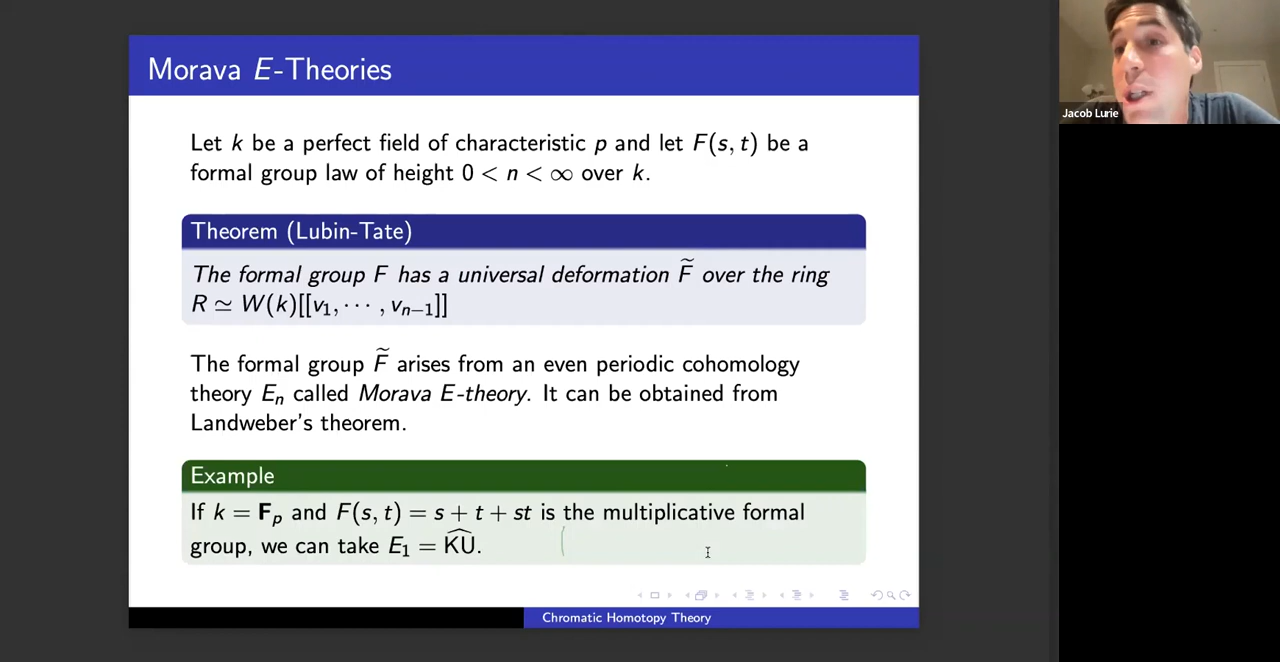 Morava E-Theories
Let k be a perfect field of characteristic p and let F(s, t) be a
formal group law of height 0 < n < ∞ over k.
Theorem (Lubin-Tate)
The formal group F has a universal deformation F̃ over the ring
R ≃ W(k)[[v₁, ⋯ , vₙ₋₁]]
The formal group F̃ arises from an even periodic cohomology
theory Eₙ called Morava E-theory. It can be obtained from
Landweber's theorem.
Example
If k = 𝐅ₚ and F(s, t) = s + t + st is the multiplicative formal
group, we can take E₁ = K͡U.
Chromatic Homotopy Theory
Jacob Lurie